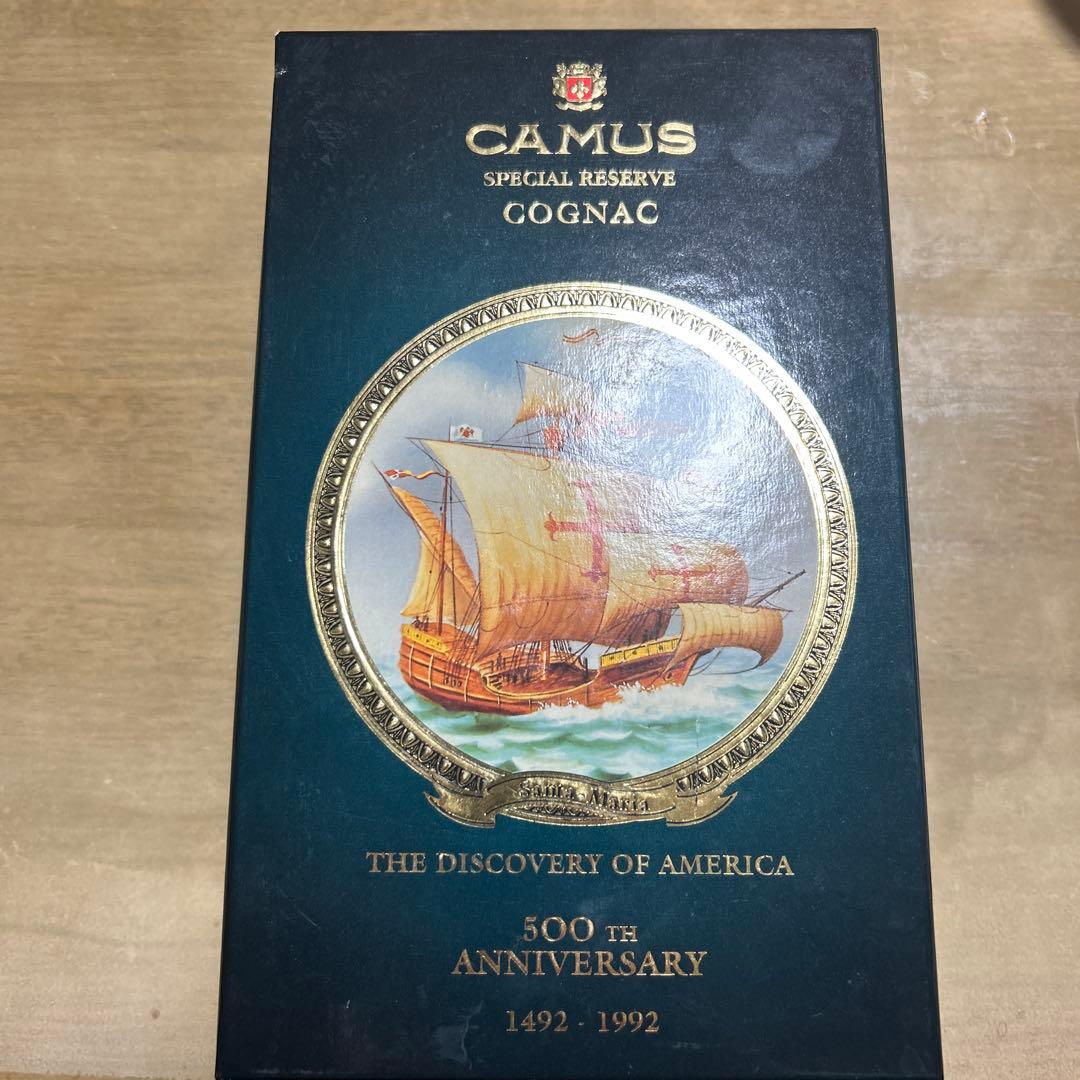 CAMUS
SPECIAL RESERVE
COGNAC
Santa-Maria
THE DISCOVERY OF AMERICA
500 TH
ANNIVERSARY
1492 - 1992